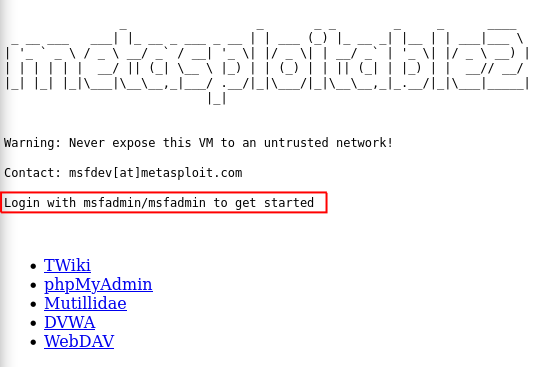 metasploitable2
Warning: Never expose this VM to an untrusted network!
Contact: msfdev[at]metasploit.com
Login with msfadmin/msfadmin to get started
TWiki
phpMyAdmin
Mutillidae
DVWA
WebDAV